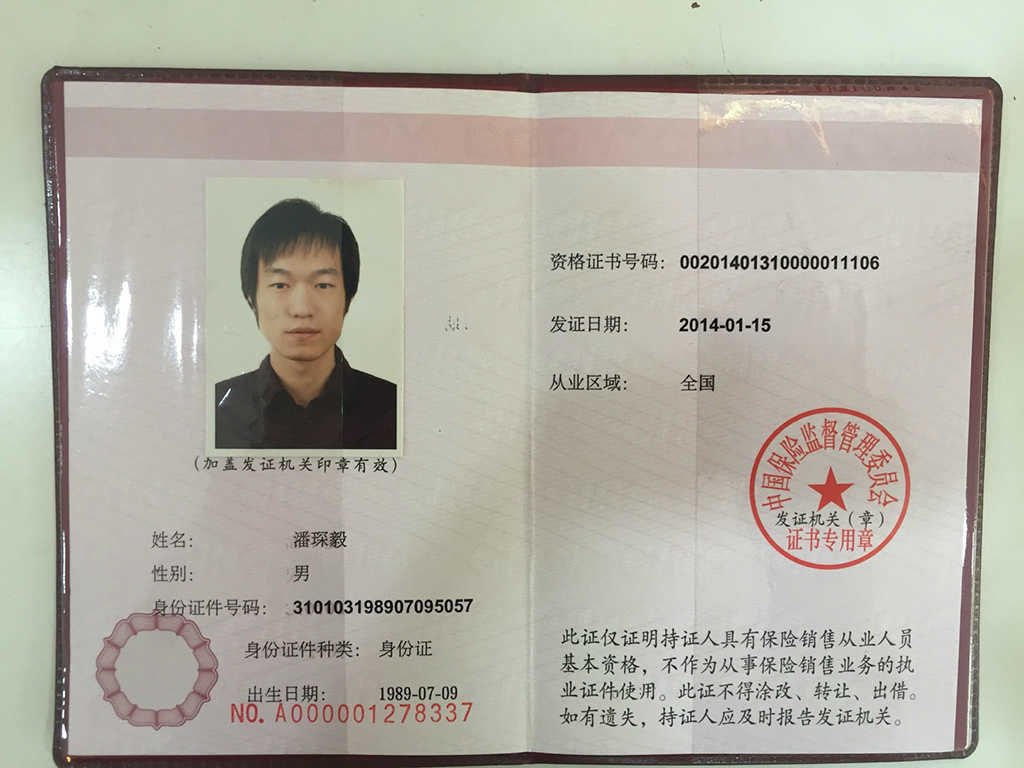 (加盖发证机关印章有效)
姓名: 潘琛毅
性别: 男
身份证件号码: 310103198907095057
身份证件种类: 身份证
出生日期: 1989-07-09
NO. A000001278337
资格证书号码: 00201401310000011106
发证日期: 2014-01-15
从业区域: 全国
中国保险监督管理委员会
发证机关(章)
证书专用章
此证仅证明持证人具有保险销售从业人员
基本资格，不作为从事保险销售业务的执
业证件使用。此证不得涂改、转让、出借。
如有遗失，持证人应及时报告发证机关。